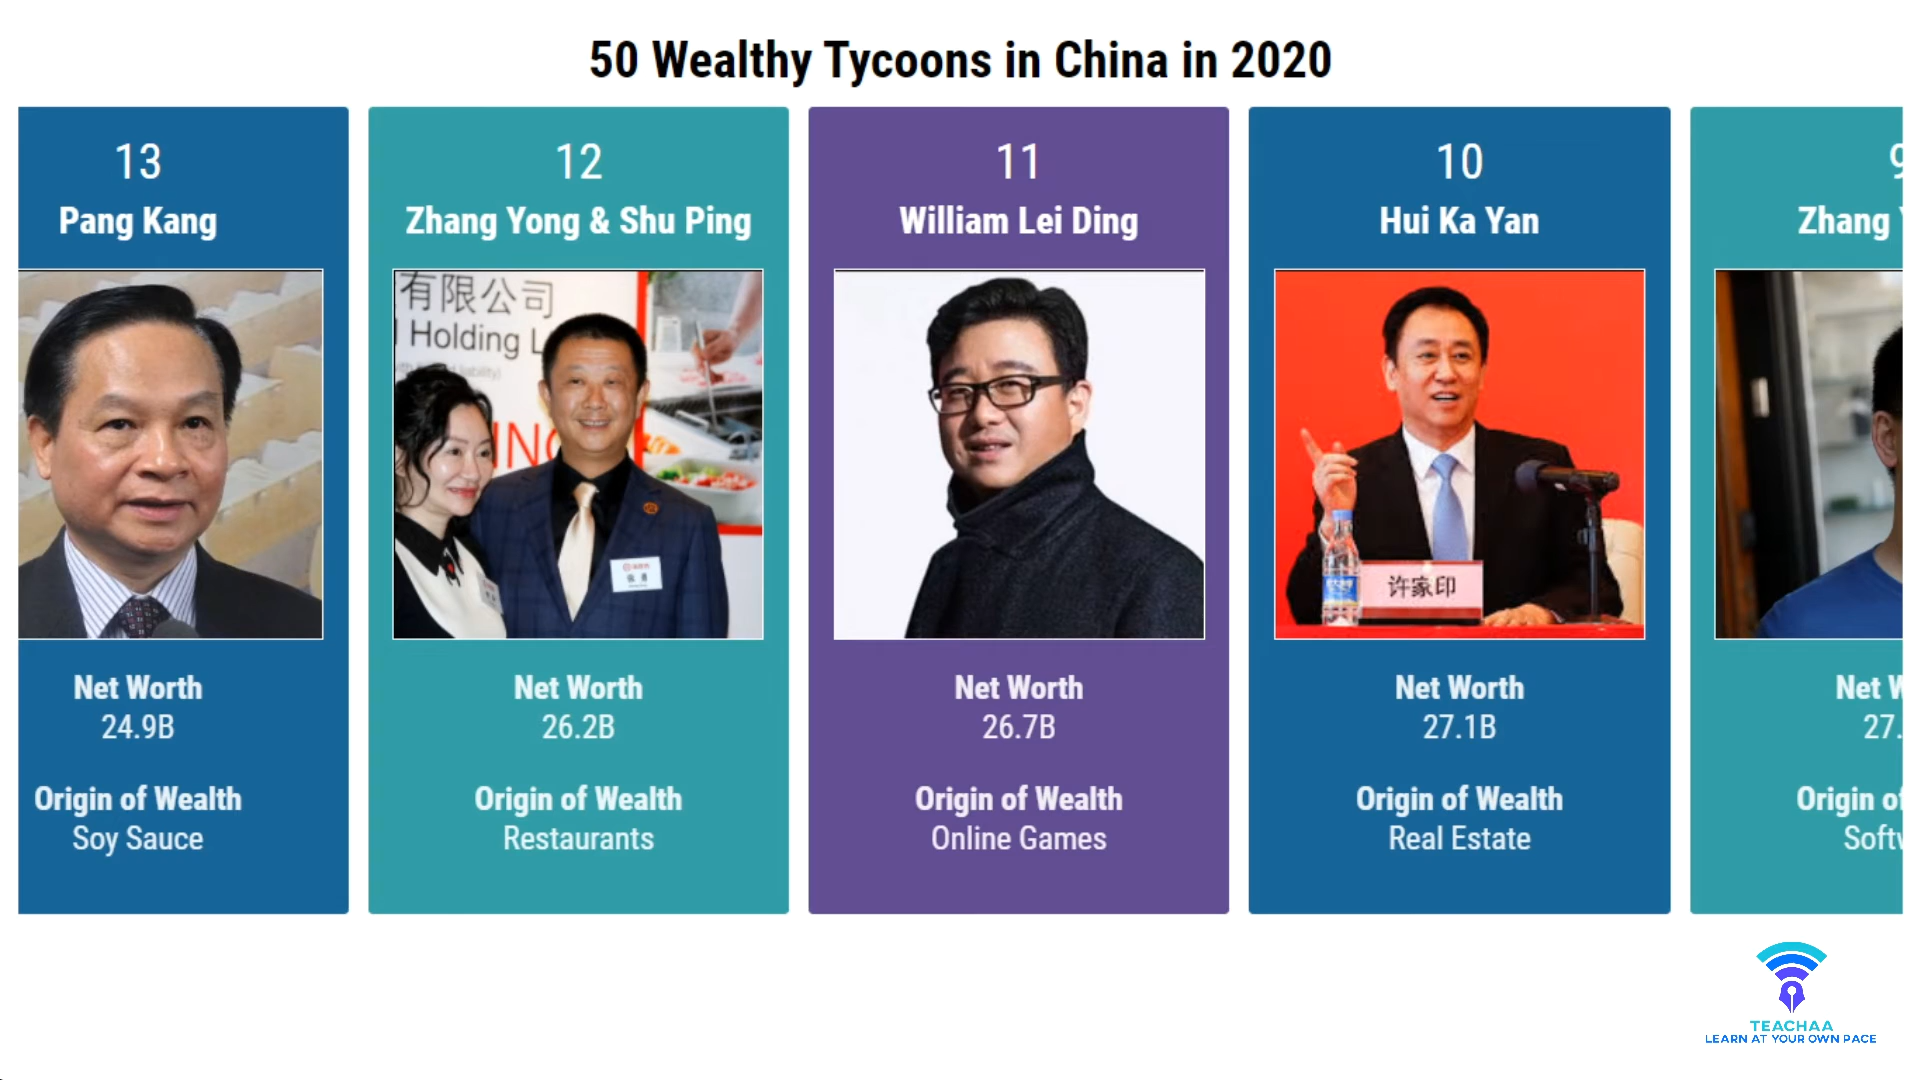 50 Wealthy Tycoons in China in 2020
13
Pang Kang
Net Worth
24.9B
Origin of Wealth
Soy Sauce
12
Zhang Yong & Shu Ping
有限公司
Holding L
Net Worth
26.2B
Origin of Wealth
Restaurants
11
William Lei Ding
Net Worth
26.7B
Origin of Wealth
Online Games
10
Hui Ka Yan
许家印
Net Worth
27.1B
Origin of Wealth
Real Estate
9
Zhang
Net W
27.
Origin of
Softw
TEACHAA
LEARN AT YOUR OWN PACE